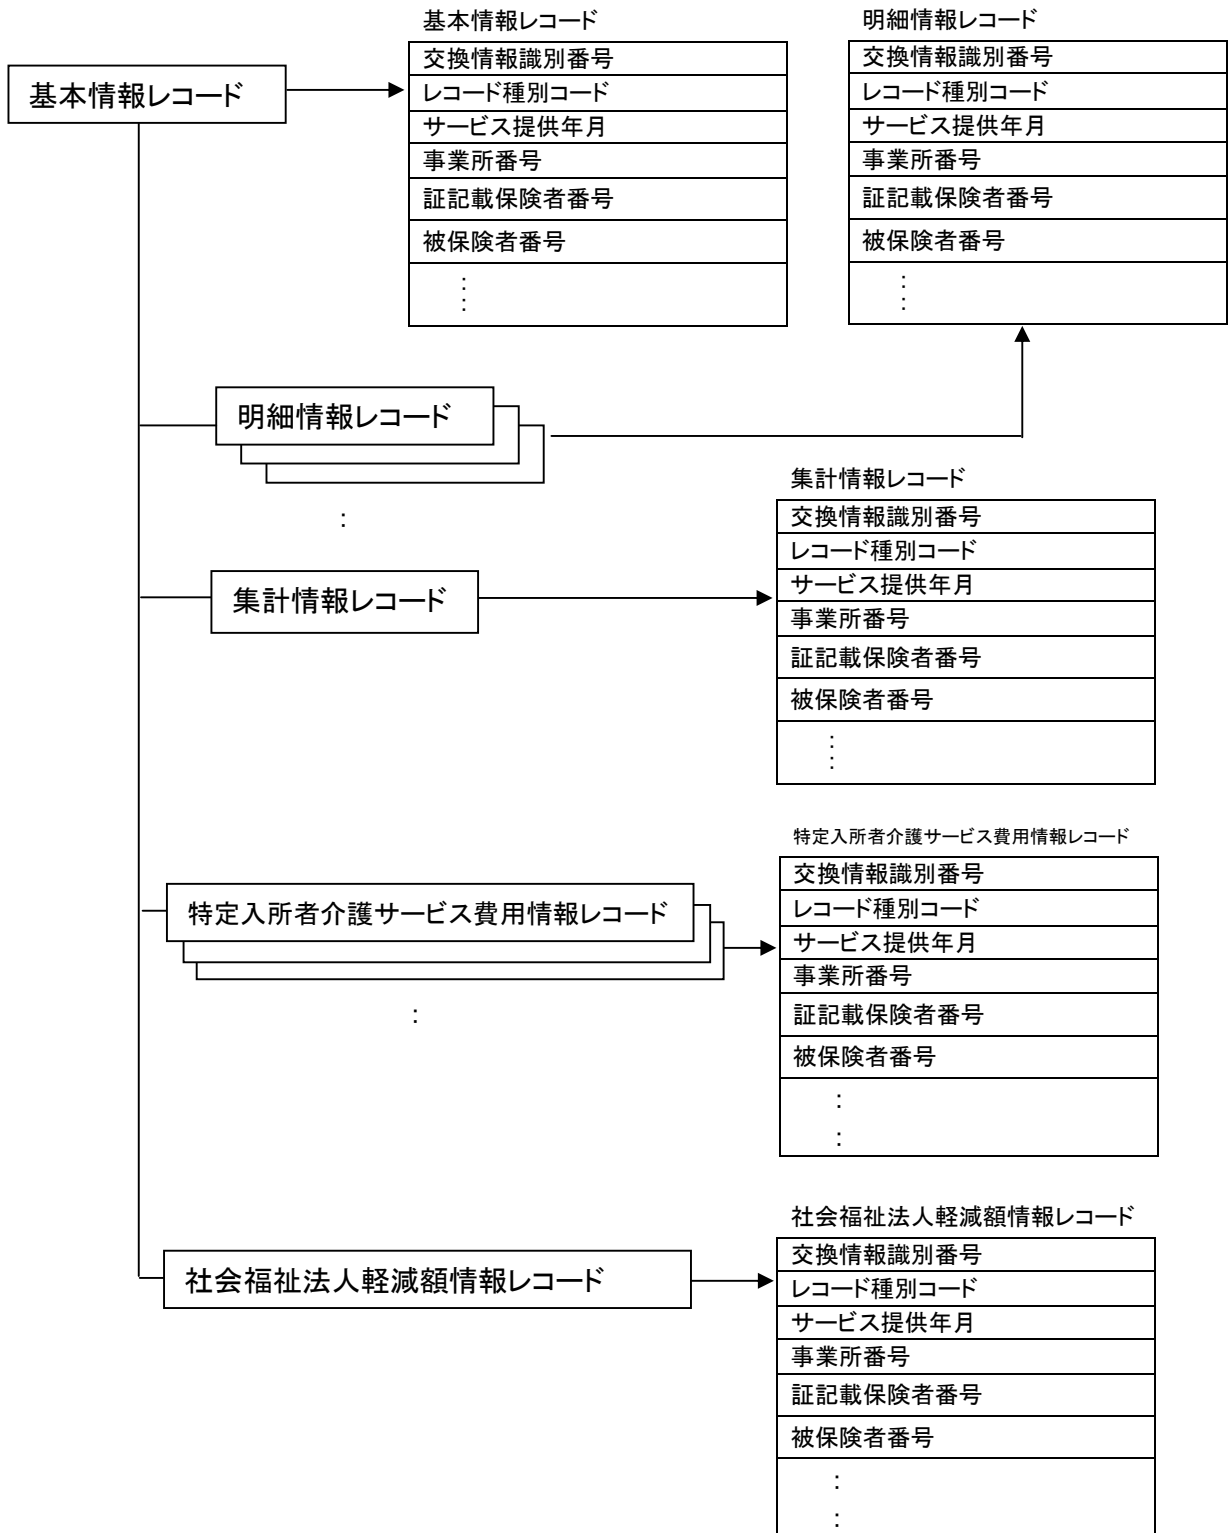 基本情報レコード
基本情報レコード
交換情報識別番号
レコード種別コード
サービス提供年月
事業所番号
証記載保険者番号
被保険者番号
:
:
明細情報レコード
交換情報識別番号
レコード種別コード
サービス提供年月
事業所番号
証記載保険者番号
被保険者番号
:
:
明細情報レコード
:
集計情報レコード
集計情報レコード
交換情報識別番号
レコード種別コード
サービス提供年月
事業所番号
証記載保険者番号
被保険者番号
:
:
特定入所者介護サービス費用情報レコード
:
特定入所者介護サービス費用情報レコード
交換情報識別番号
レコード種別コード
サービス提供年月
事業所番号
証記載保険者番号
被保険者番号
:
:
社会福祉法人軽減額情報レコード
社会福祉法人軽減額情報レコード
交換情報識別番号
レコード種別コード
サービス提供年月
事業所番号
証記載保険者番号
被保険者番号
:
: